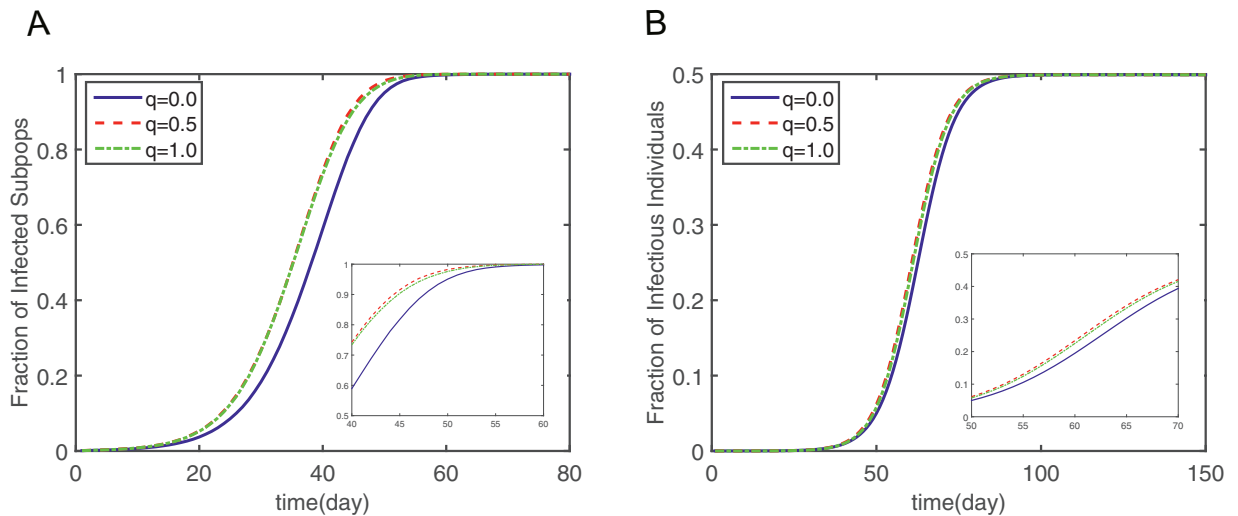 A
Fraction of Infected Subpops
1
0.8
0.6
0.4
0.2
0
q=0.0
q=0.5
q=1.0
1
0.9
0.8
0.7
0.6
0.5
40 45 50 55 60
0 20 40 60 80
time(day)
B
Fraction of Infectious Individuals
0.5
0.4
0.3
0.2
0.1
0
q=0.0
q=0.5
q=1.0
0.5
0.4
0.3
0.2
0.1
0
50 55 60 65 70
0 50 100 150
time(day)